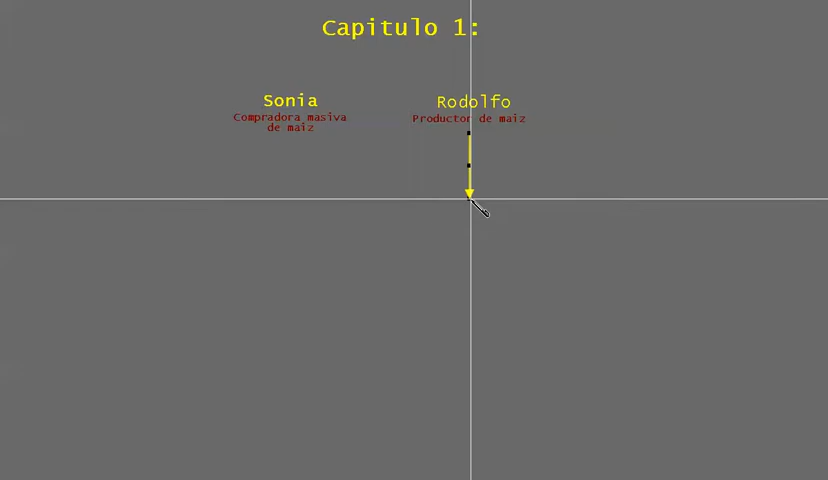 Capitulo 1:
Sonia
Compradora masiva
de maiz
Rodolfo
Productor de maiz